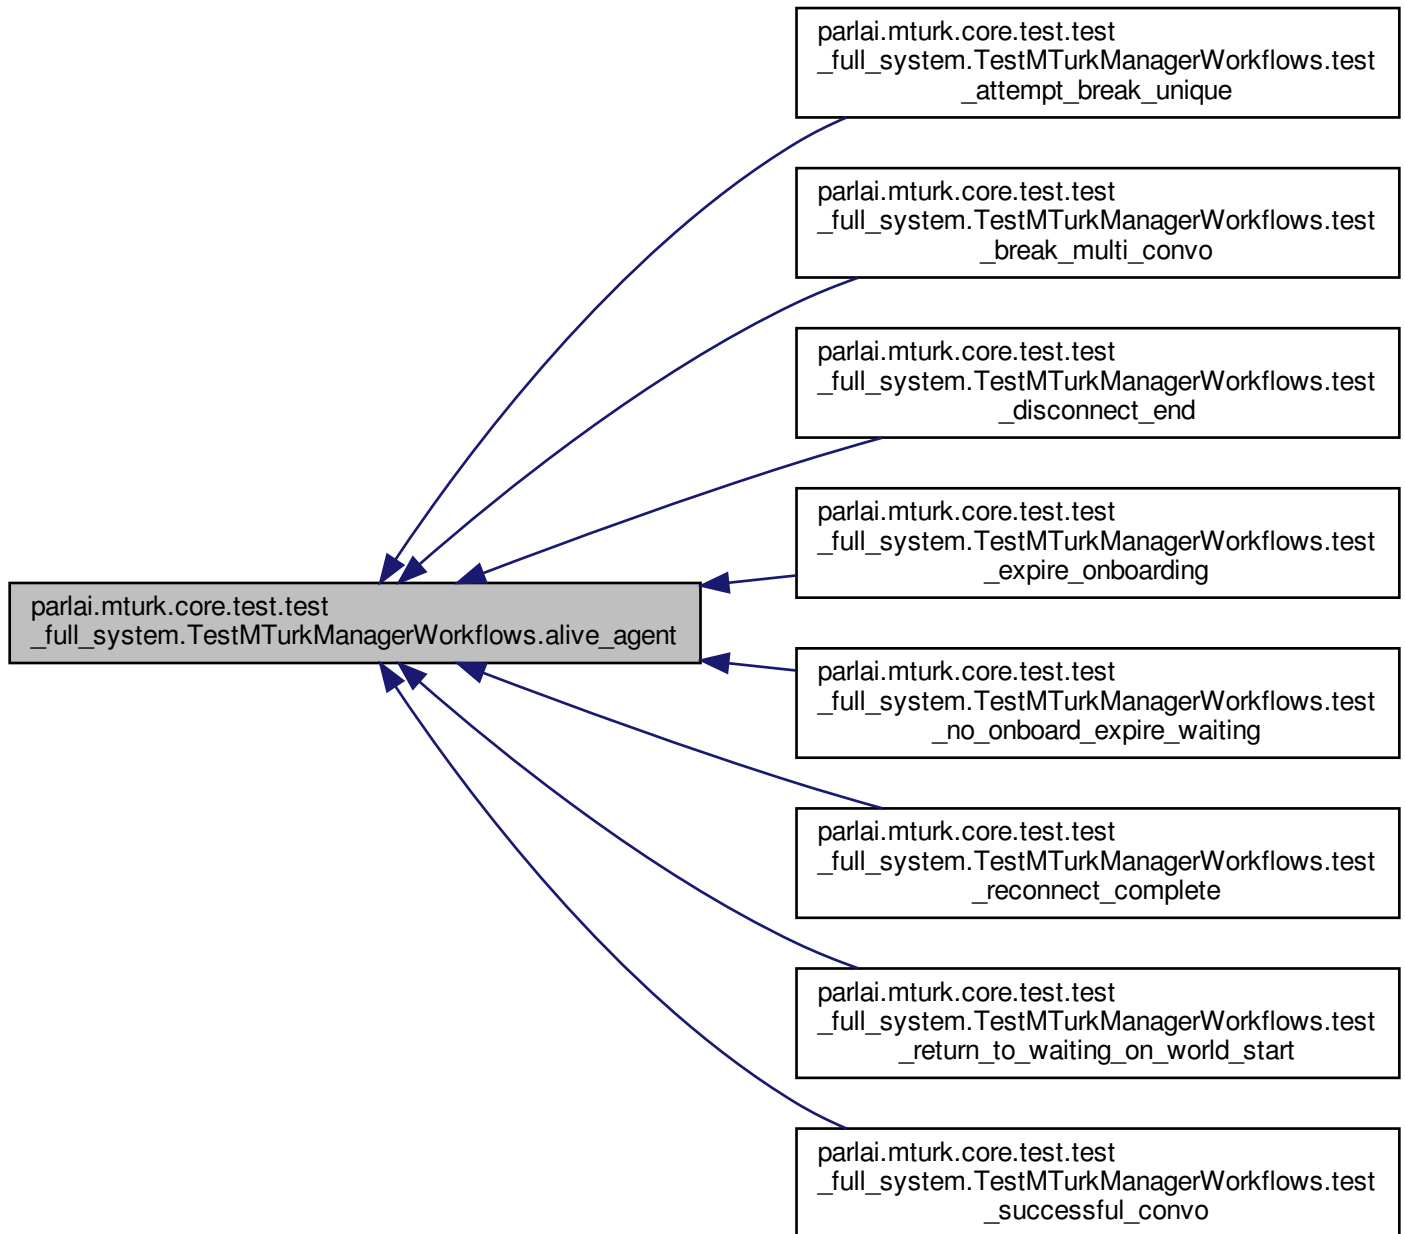 parlai.mturk.core.test.test
_full_system.TestMTurkManagerWorkflows.test
_attempt_break_unique
parlai.mturk.core.test.test
_full_system.TestMTurkManagerWorkflows.test
_break_multi_convo
parlai.mturk.core.test.test
_full_system.TestMTurkManagerWorkflows.test
_disconnect_end
parlai.mturk.core.test.test
_full_system.TestMTurkManagerWorkflows.test
_expire_onboarding
parlai.mturk.core.test.test
_full_system.TestMTurkManagerWorkflows.alive_agent
parlai.mturk.core.test.test
_full_system.TestMTurkManagerWorkflows.test
_no_onboard_expire_waiting
parlai.mturk.core.test.test
_full_system.TestMTurkManagerWorkflows.test
_reconnect_complete
parlai.mturk.core.test.test
_full_system.TestMTurkManagerWorkflows.test
_return_to_waiting_on_world_start
parlai.mturk.core.test.test
_full_system.TestMTurkManagerWorkflows.test
_successful_convo